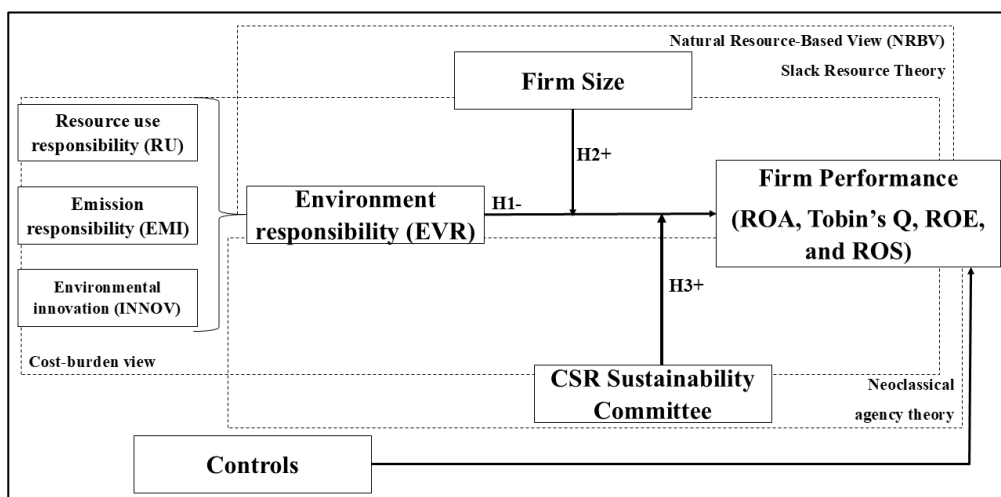 Natural Resource-Based View (NRBV)
Slack Resource Theory
Firm Size
Resource use
responsibility (RU)
H2+
Emission
responsibility (EMI)
Environment
responsibility (EVR)
H1-
Firm Performance
(ROA, Tobin’s Q, ROE,
and ROS)
Environmental
innovation (INNOV)
H3+
Cost-burden view
CSR Sustainability
Committee
Neoclassical
agency theory
Controls